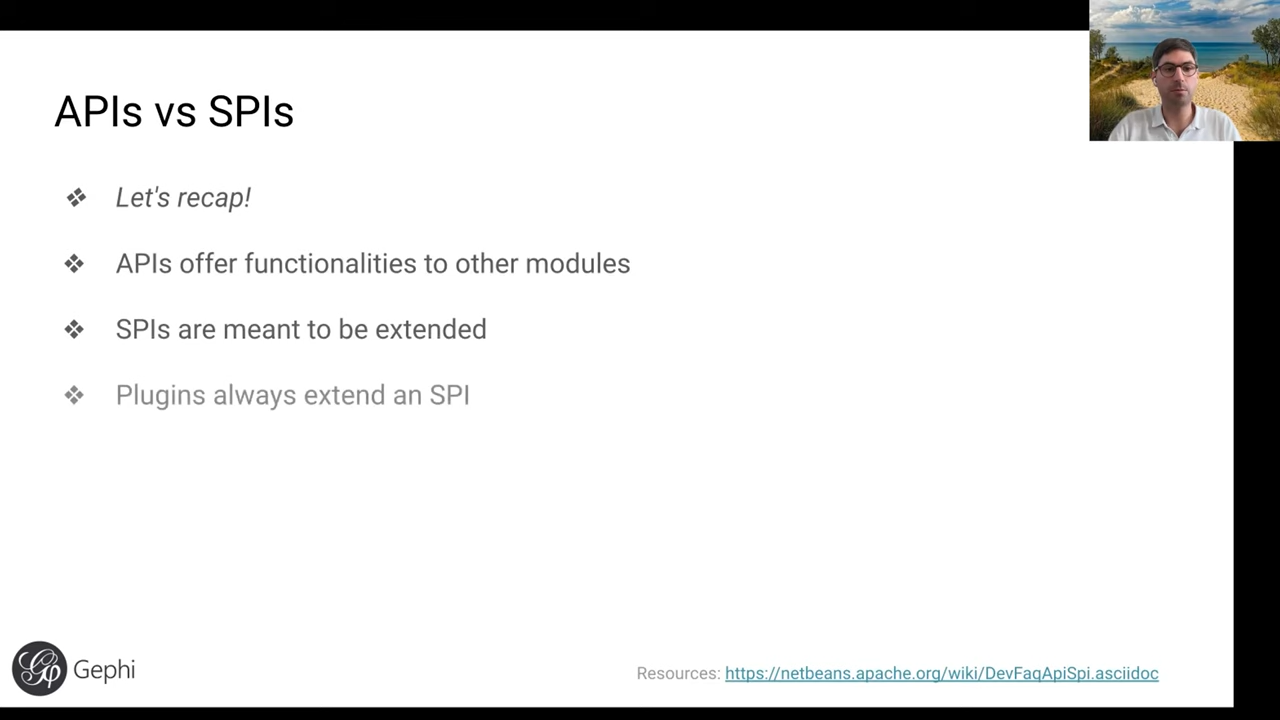 APIs vs SPIs
Let's recap!
APIs offer functionalities to other modules
SPIs are meant to be extended
Plugins always extend an SPI
Gephi
Resources: https://netbeans.apache.org/wiki/DevFaqApiSpi.asciidoc